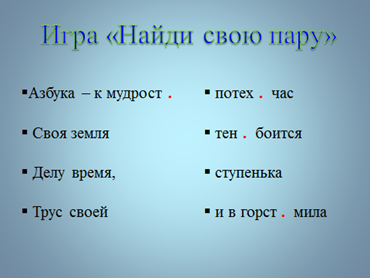 Игра «Найди свою пару»
▪Азбука – к мудрост .
▪ Своя земля
▪ Делу время,
▪ Трус своей
▪ потех . час
▪ тен . боится
▪ ступенька
▪ и в горст . мила